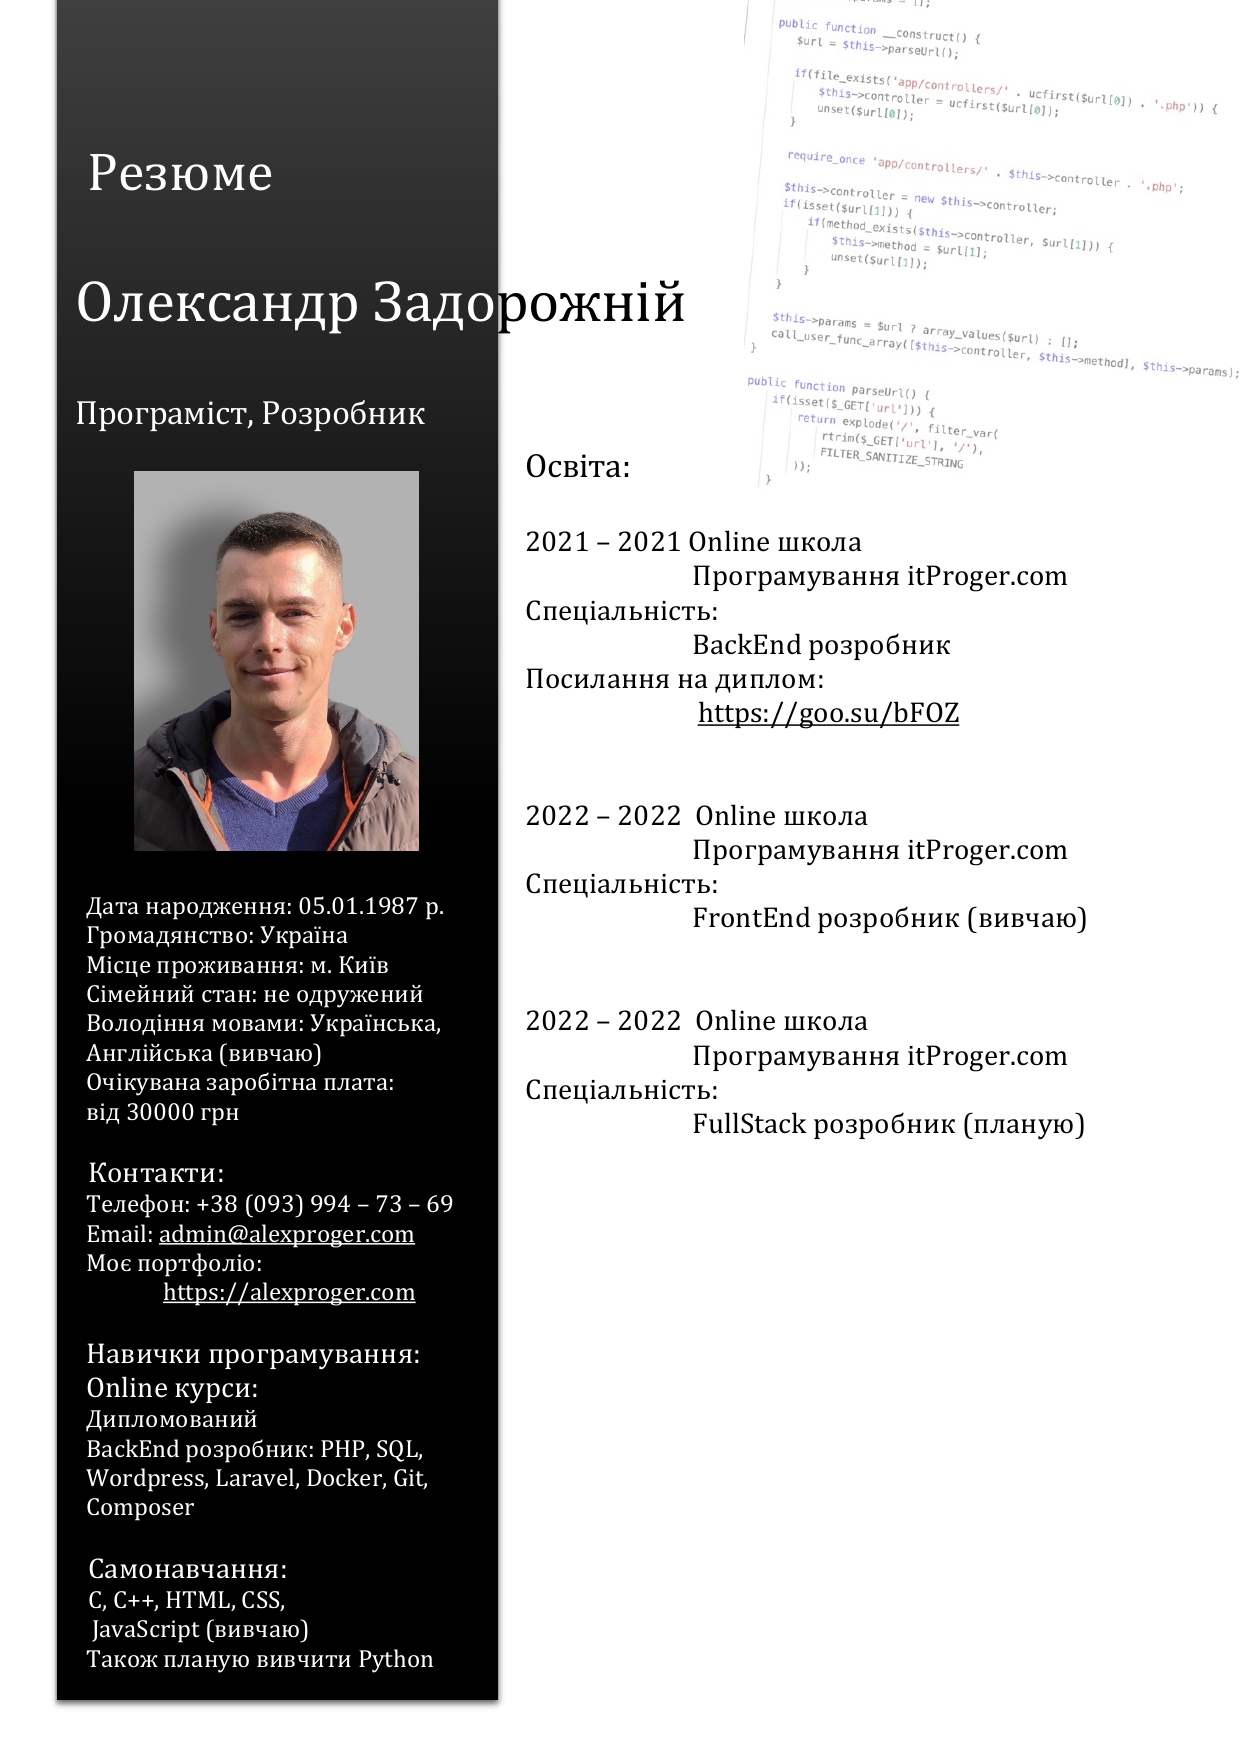 params = [];
public function __construct() {
$url = $this->parseUrl();
if(file_exists('app/controllers/' . ucfirst($url[0]) . '.php')) {
$this->controller = ucfirst($url[0]);
unset($url[0]);
}
require_once 'app/controllers/' . $this->controller . '.php';
$this->controller = new $this->controller;
if(isset($url[1])) {
if(method_exists($this->controller, $url[1])) {
$this->method = $url[1];
unset($url[1]);
}
}
$this->params = $url ? array_values($url) : [];
call_user_func_array([$this->controller, $this->method], $this->params);
}
public function parseUrl() {
if(isset($_GET['url'])) {
return explode('/', filter_var(
rtrim($_GET['url'], '/'),
FILTER_SANITIZE_STRING
));
}
Резюме
Олександр Задорожній
Програміст, Розробник
Дата народження: 05.01.1987 р.
Громадянство: Україна
Місце проживання: м. Київ
Сімейний стан: не одружений
Володіння мовами: Українська,
Англійська (вивчаю)
Очікувана заробітна плата:
від 30000 грн
Контакти:
Телефон: +38 (093) 994 – 73 – 69
Email: admin@alexproger.com
Моє портфоліо:
https://alexproger.com
Навички програмування:
Online курси:
Дипломований
BackEnd розробник: PHP, SQL,
Wordpress, Laravel, Docker, Git,
Composer
Самонавчання:
C, C++, HTML, CSS,
JavaScript (вивчаю)
Також планую вивчити Python
Освіта:
2021 – 2021 Online школа
Програмування itProger.com
Спеціальність:
BackEnd розробник
Посилання на диплом:
https://goo.su/bFOZ
2022 – 2022 Online школа
Програмування itProger.com
Спеціальність:
FrontEnd розробник (вивчаю)
2022 – 2022 Online школа
Програмування itProger.com
Спеціальність:
FullStack розробник (планую)